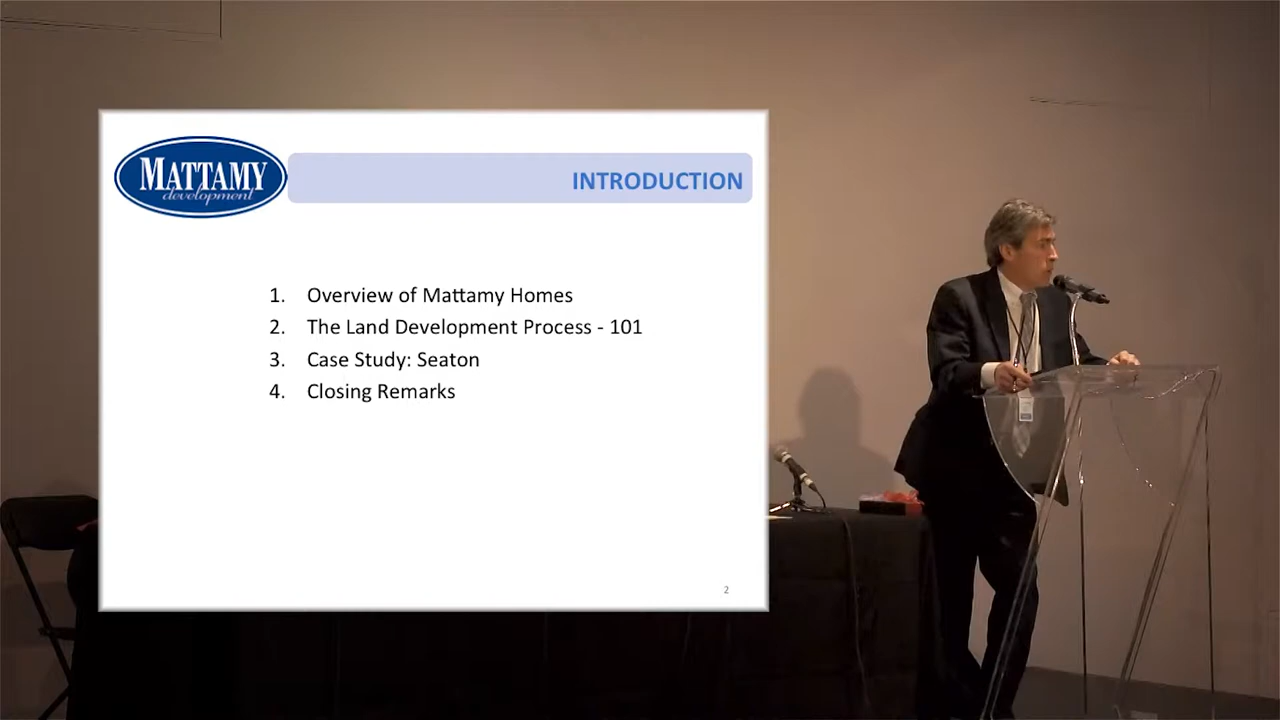 MATTAMY
development
INTRODUCTION
1. Overview of Mattamy Homes
2. The Land Development Process - 101
3. Case Study: Seaton
4. Closing Remarks
2